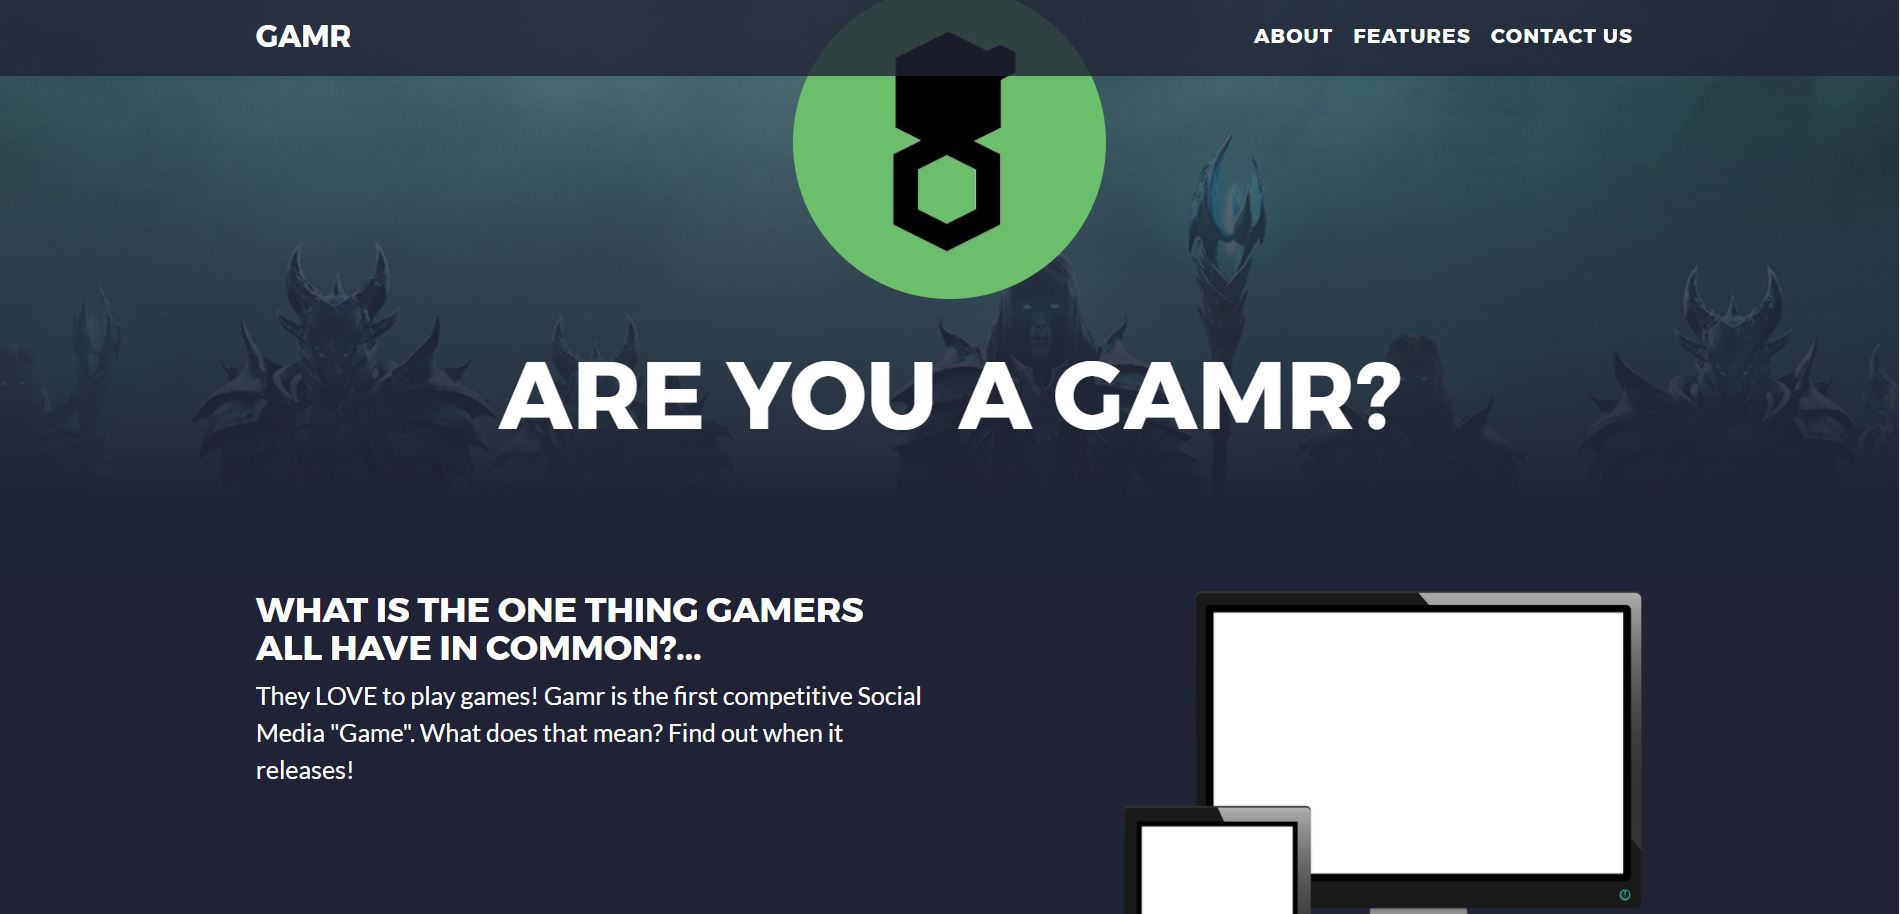 GAMR
ABOUT FEATURES CONTACT US
ARE YOU A GAMR?
WHAT IS THE ONE THING GAMERS
ALL HAVE IN COMMON?...
They LOVE to play games! Gamr is the first competitive Social
Media "Game". What does that mean? Find out when it
releases!